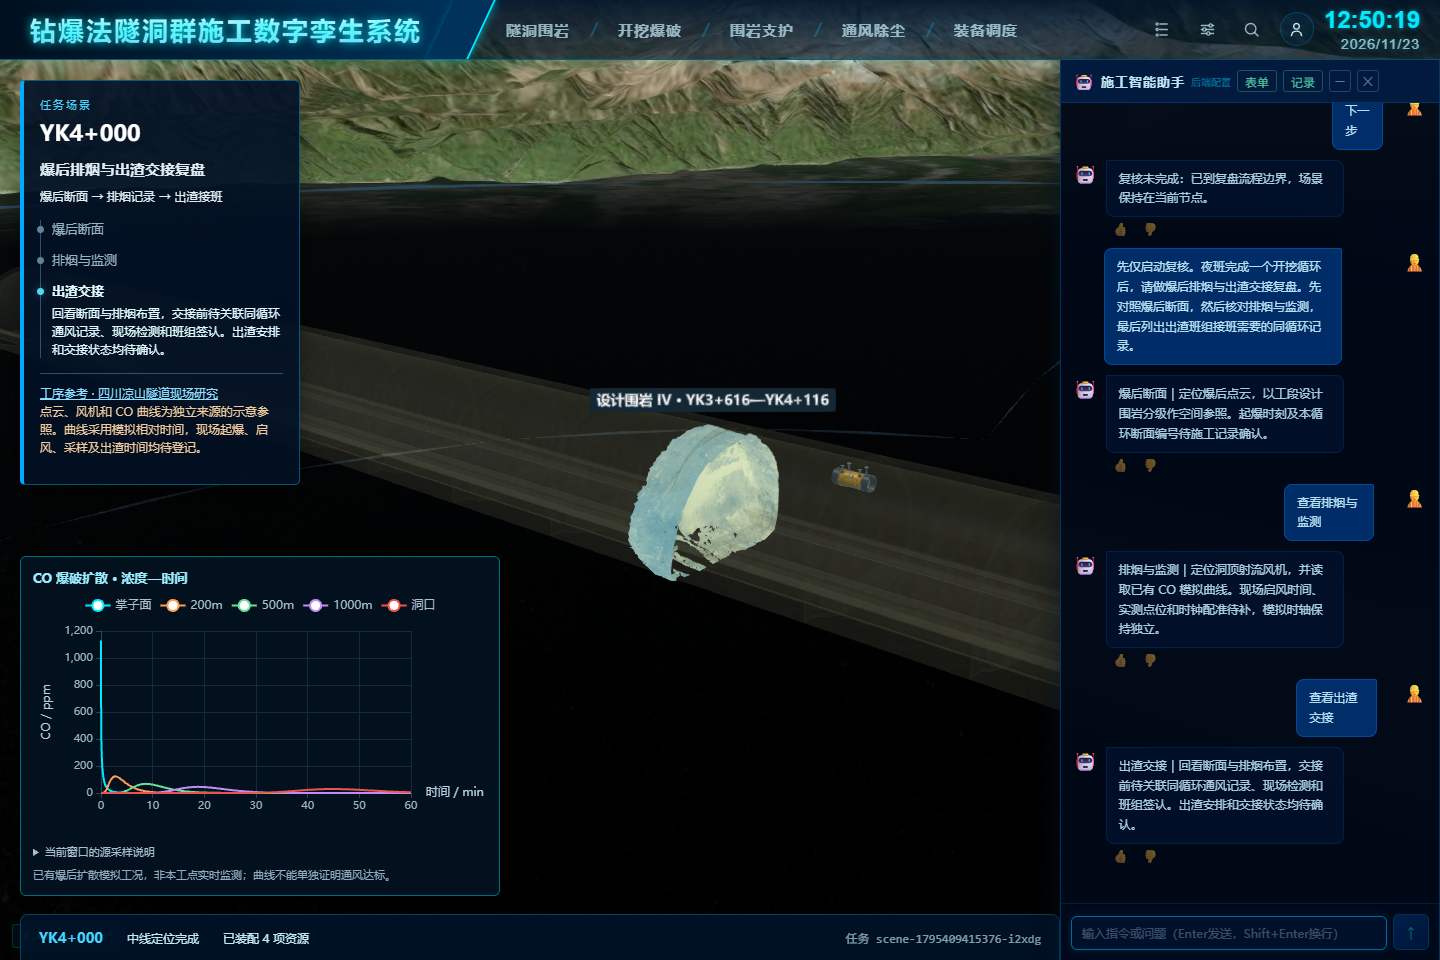 钻爆法隧洞群施工数字孪生系统
隧洞围岩 / 开挖爆破 / 围岩支护 / 通风除尘 / 装备调度
12:50:19
2026/11/23
任务场景
YK4+000
爆后排烟与出渣交接复盘
爆后断面 → 排烟记录 → 出渣接班
爆后断面
排烟与监测
出渣交接
回看断面与排烟布置，交接前待关联同循环
通风记录、现场检测和班组签认。出渣安排
和交接状态均待确认。
工序参考 · 四川凉山隧道现场研究
点云、风机和 CO 曲线为独立来源的示意参
照。曲线采用模拟相对时间，现场起爆、启
风、采样及出渣时间均待登记。
设计围岩 IV • YK3+616—YK4+116
CO 爆破扩散 • 浓度—时间
掌子面 200m 500m 1000m 洞口
1,200
1,000
800
600
400
200
0
CO / ppm
0 10 20 30 40 50 60
时间 / min
▶ 当前窗口的源采样说明
已有爆后扩散模拟工况，非本工点实时监测；曲线不能单独证明通风达标。
YK4+000 中线定位完成 已装配 4 项资源
任务 scene-1795409415376-i2xdg
施工智能助手 后端配置 表单 记录
下一
步
复核未完成：已到复盘流程边界，场景
保持在当前节点。
先仅启动复核。夜班完成一个开挖循环
后，请做爆后排烟与出渣交接复盘。先
对照爆后断面，然后核对排烟与监测，
最后列出出渣班组接班需要的同循环记
录。
爆后断面 | 定位爆后点云，以工段设计
围岩分级作空间参照。起爆时刻及本循
环断面编号待施工记录确认。
查看排烟与
监测
排烟与监测 | 定位洞顶射流风机，并读
取已有 CO 模拟曲线。现场启风时间、
实测点位和时钟配准待补，模拟时轴保
持独立。
查看出渣
交接
出渣交接 | 回看断面与排烟布置，交接
前待关联同循环通风记录、现场检测和
班组签认。出渣安排和交接状态均待确
认。
输入指令或问题（Enter发送，Shift+Enter换行）